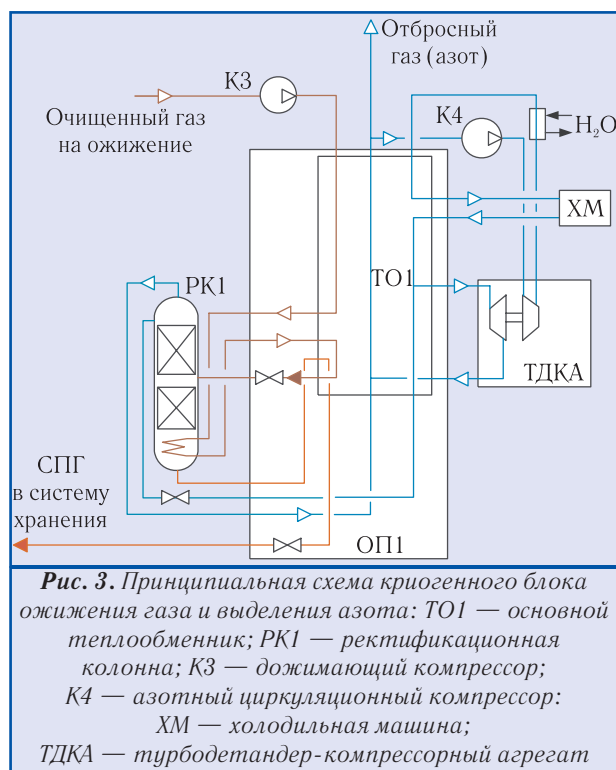 Отбросный
газ (азот)
К3
Очищенный газ
на ожижение
К4
H₂O
ХМ
ТО1
РК1
ТДКА
СПГ
в систему
хранения
ОП1
Рис. 3. Принципиальная схема криогенного блока
ожижения газа и выделения азота: ТО1 — основной
теплообменник; РК1 — ректификационная
колонна; К3 — дожимающий компрессор;
К4 — азотный циркуляционный компрессор:
ХМ — холодильная машина;
ТДКА — турбодетандер-компрессорный агрегат